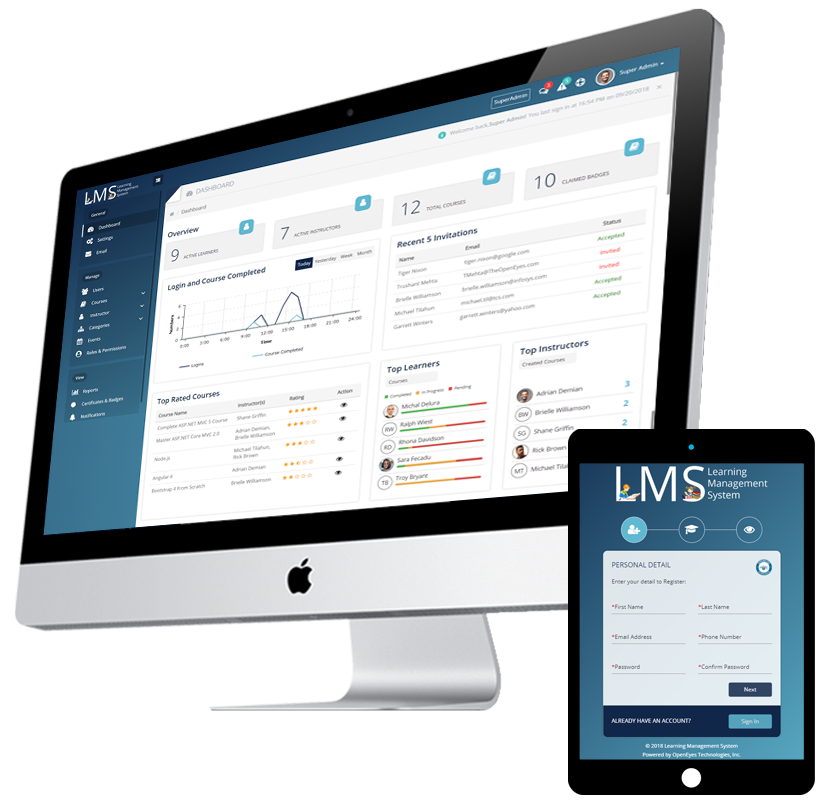 SuperAdmin
3
5
Super Admin
Welcome back, Super Admin! You last sign in at 16:54 PM on 09/20/2018
×
LMS Learning Management System
General
Dashboard
Settings
Email
Manage
Users
Courses
Instructor
Categories
Events
Roles & Permissions
View
Reports
Certificates & Badges
Notifications
DASHBOARD
Dashboard
Overview
9 ACTIVE LEARNERS
7 ACTIVE INSTRUCTORS
12 TOTAL COURSES
10 CLAIMED BADGES
Login and Course Completed
Today Yesterday Week Month
Numbers
6
4
2
0
0:00 3:00 6:00 9:00 12:00 15:00 18:00 21:00 24:00
Time
Logins
Course Completed
Recent 5 Invitations
Name Email Status
Tiger Nixon tiger.nixon@google.com Accepted
Trushant Mehta TMehta@TheOpenEyes.com Invited
Brielle Williamson brielle.williamson@infosys.com Invited
Michael Tilahun michael.til@tcs.com Accepted
Garrett Winters garrett.winters@yahoo.com Accepted
Top Rated Courses
Course Name Instructor(s) Rating Action
Complete ASP.NET MVC 5 Course Shane Griffin
Master ASP.NET Core MVC 2.0 Adrian Demian,
Brielle Williamson
Node.js Michael Tilahun,
Rick Brown
Angular 4 Adrian Demian
Bootstrap 4 From Scratch Brielle Williamson
Top Learners
Courses
Completed In Progress Pending
Michal Delura
RW Ralph Wiest
RD Rhona Davidson
Sara Fecadu
TB Troy Bryant
Top Instructors
Created Courses
Adrian Demian 3
BW Brielle Williamson 2
SG Shane Griffin 2
Rick Brown
MT Michael Tila
LMS Learning
Management
System
PERSONAL DETAIL
Enter your detail to Register:
*First Name *Last Name
*Email Address *Phone Number
*Password *Confirm Password
Next
ALREADY HAVE AN ACCOUNT? Sign In
© 2018 Learning Management System
Powered by OpenEyes Technologies, Inc.